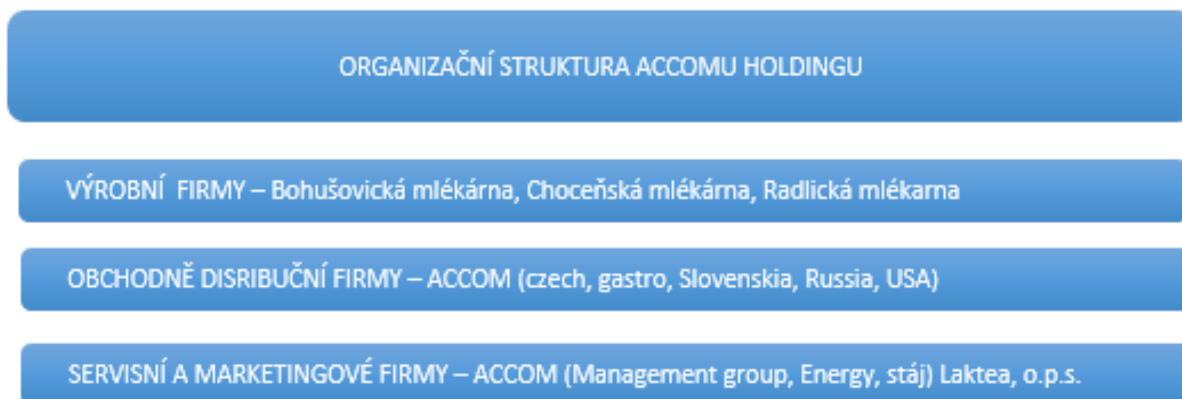 ORGANIZAČNÍ STRUKTURA ACCOMU HOLDINGU
VÝROBNÍ FIRMY – Bohušovická mlékárna, Choceňská mlékárna, Radlická mlékarna
OBCHODNĚ DISRIBUČNÍ FIRMY – ACCOM (czech, gastro, Slovenskia, Russia, USA)
SERVISNÍ A MARKETINGOVÉ FIRMY – ACCOM (Management group, Energy, stáj) Laktea, o.p.s.